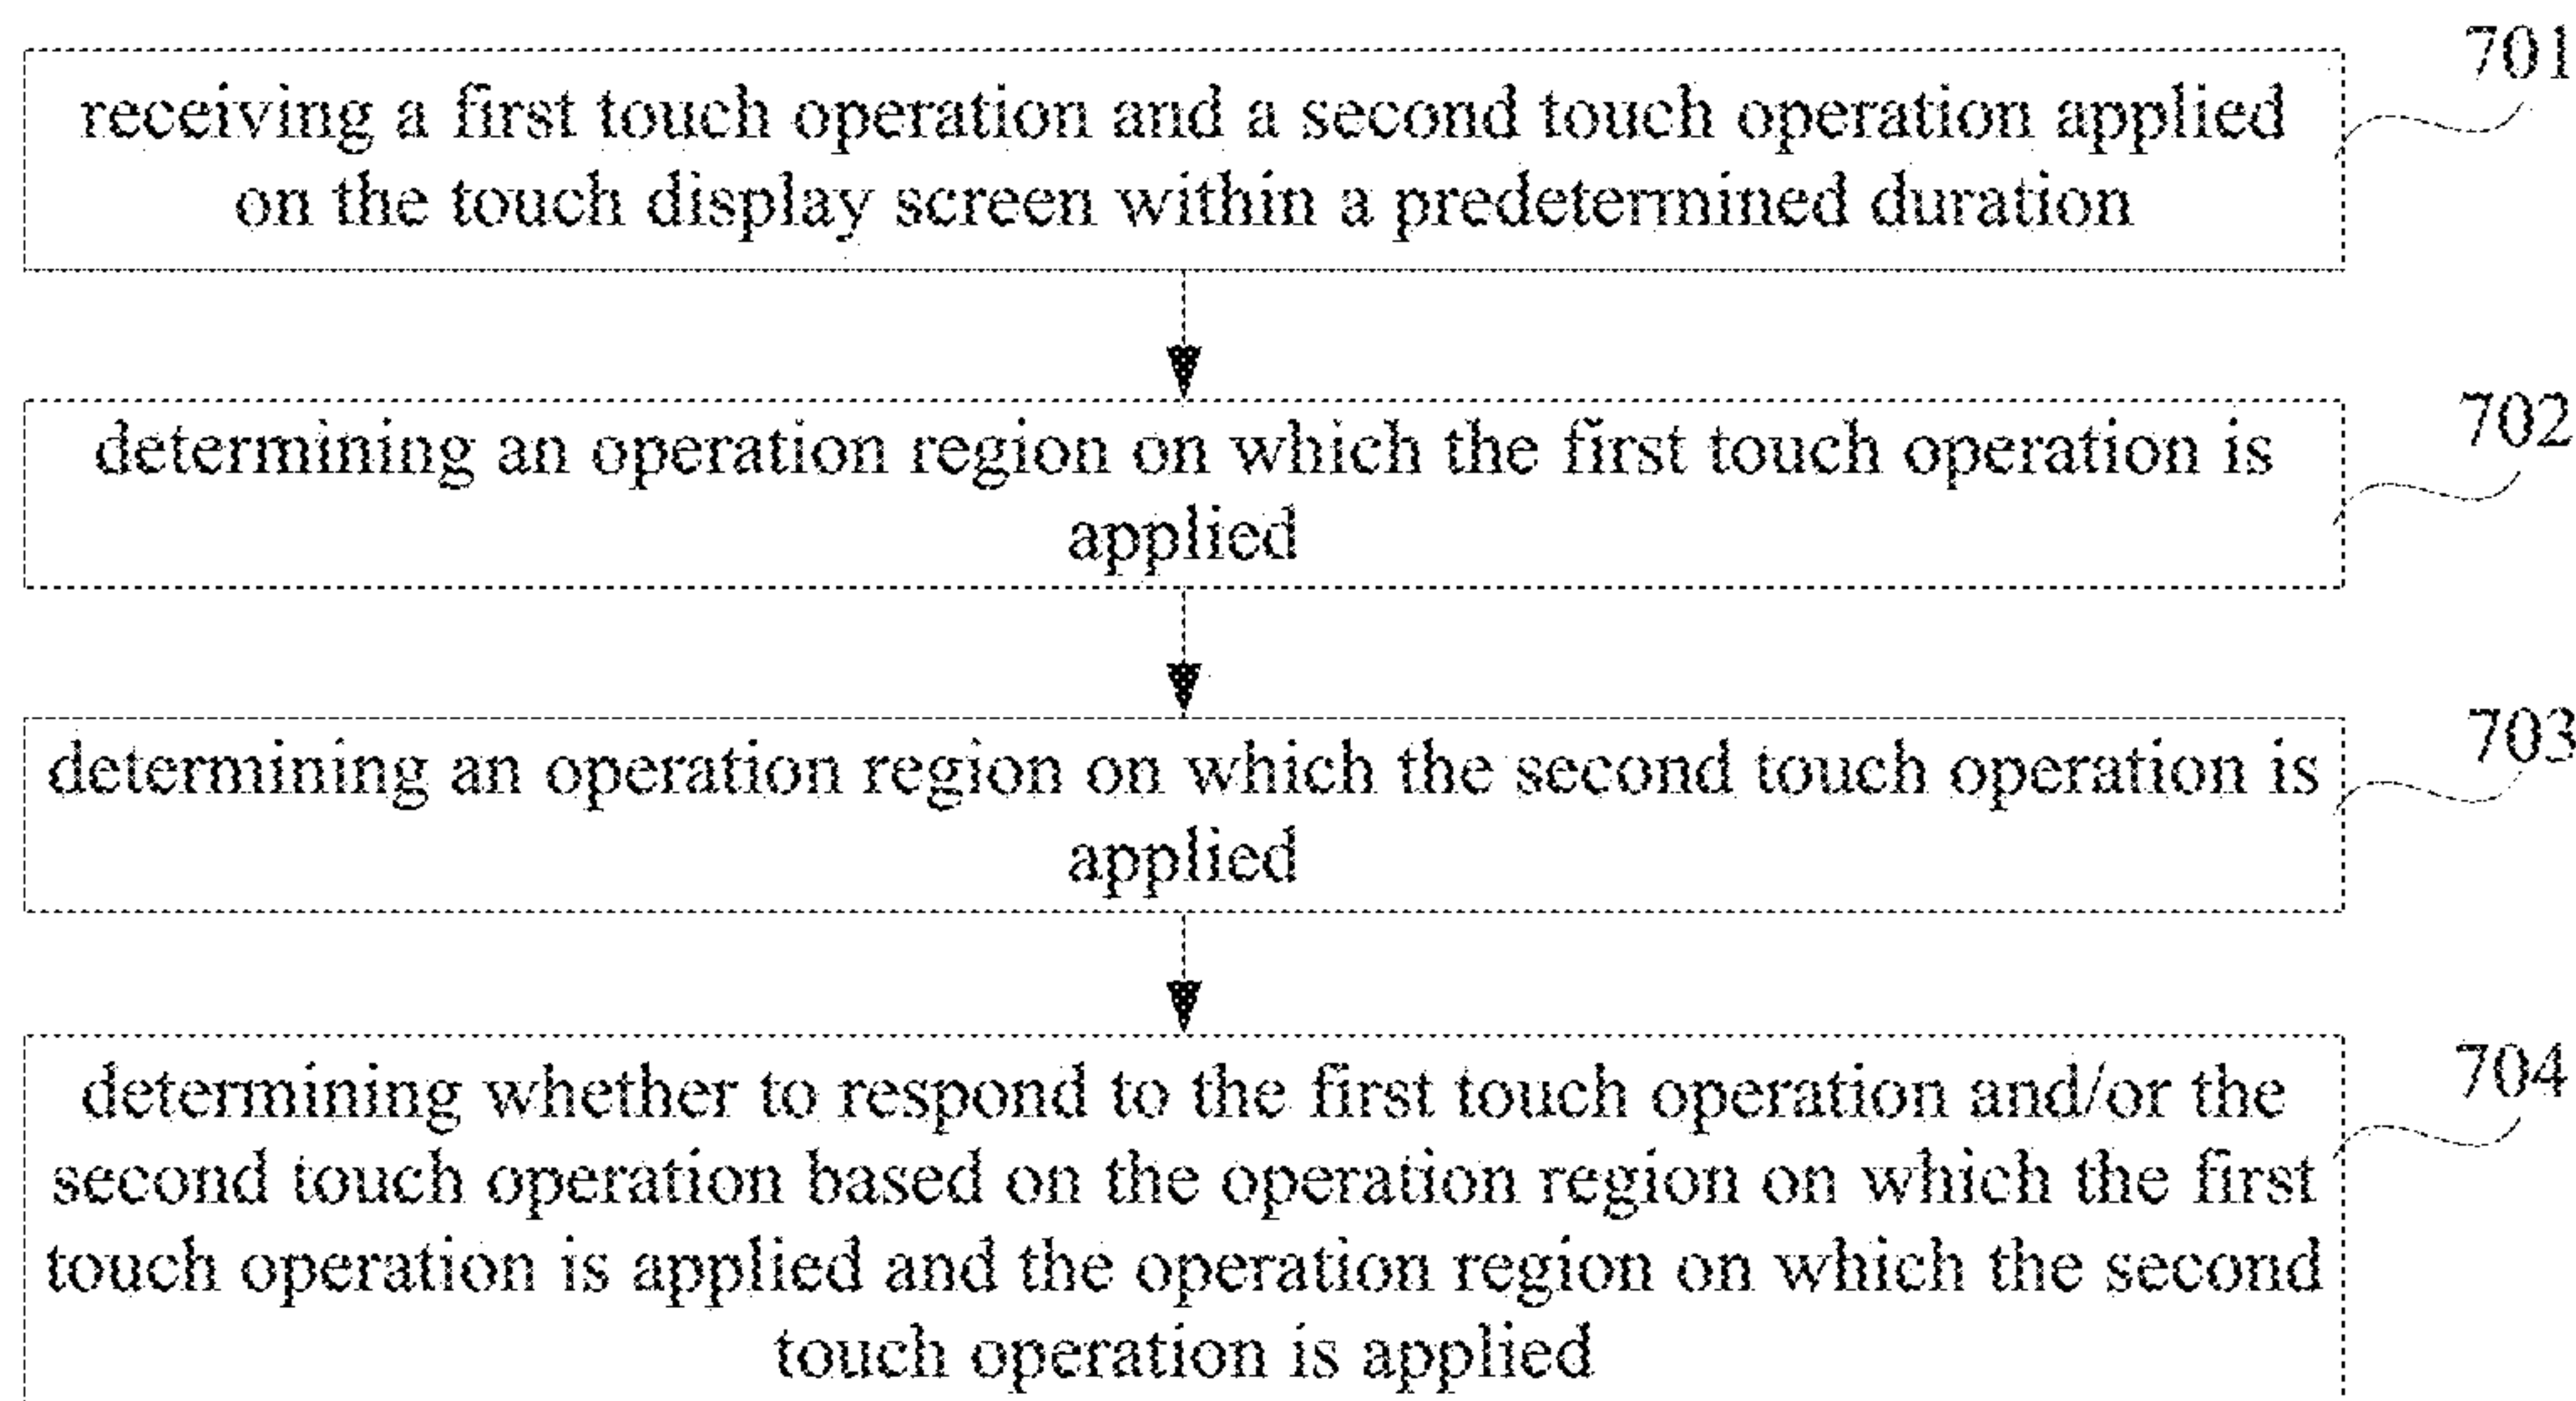 701
receiving a first touch operation and a second touch operation applied
on the touch display screen within a predetermined duration
702
determining an operation region on which the first touch operation is
applied
703
determining an operation region on which the second touch operation is
applied
704
determining whether to respond to the first touch operation and/or the
second touch operation based on the operation region on which the first
touch operation is applied and the operation region on which the second
touch operation is applied